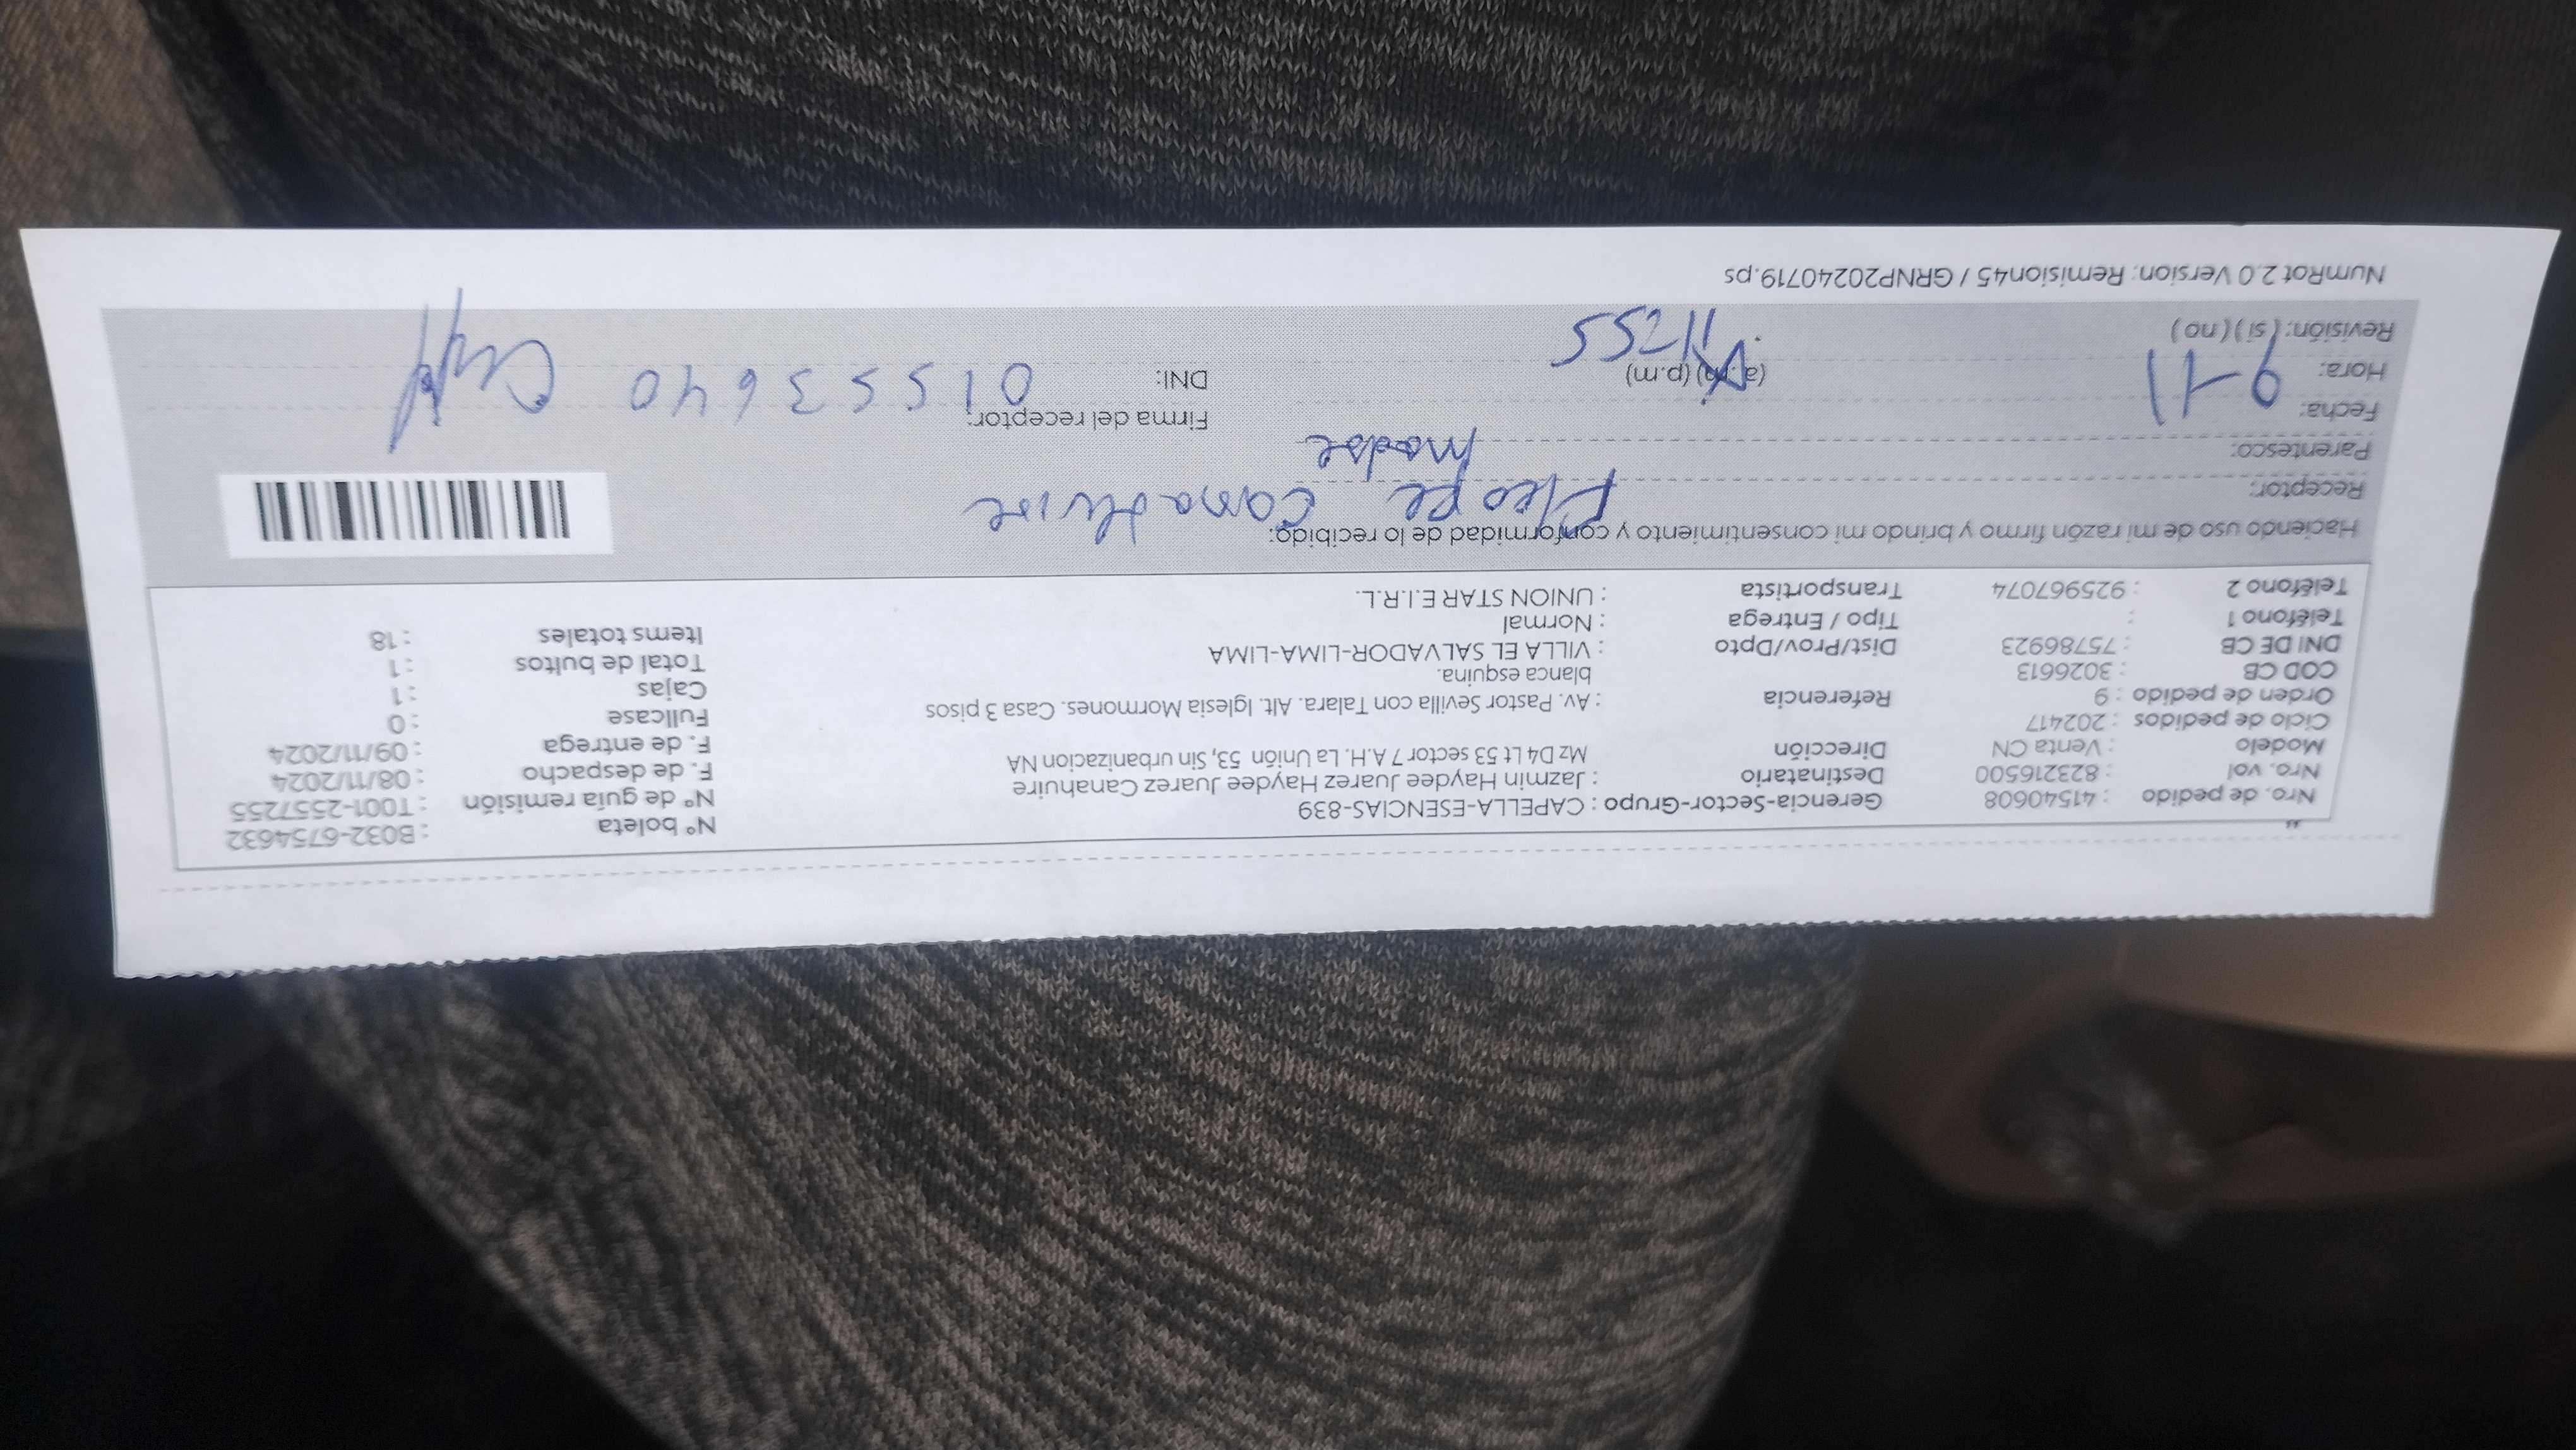 Nro. de pedido : 41540608 Gerencia-Sector-Grupo : CAPELLA-ESENCIAS-839 N° boleta : B032-6754632
Nro. vol : 823216500 Destinatario : Jazmin Haydee Juarez Haydee Juarez Canahuire N° de guía remisión : T001-2557255
Modelo : Venta CN Dirección Mz D4 Lt 53 sector 7 A.H. La Unión 53, Sin urbanizacion NA F. de despacho : 08/11/2024
Ciclo de pedidos : 202417 F. de entrega : 09/11/2024
Orden de pedido : 9 Referencia : Av. Pastor Sevilla con Talara. Alt. Iglesia Mormones. Casa 3 pisos Fullcase : 0
COD CB : 3026613 blanca esquina. Cajas : 1
DNI DE CB : 75786923 Dist/Prov/Dpto : VILLA EL SALVADOR-LIMA-LIMA Total de bultos : 1
Teléfono 1 : Tipo / Entrega : Normal Items totales : 18
Teléfono 2 : 925967074 Transportista : UNION STAR E.I.R.L.
Haciendo uso de mi razón firmo y brindo mi consentimiento y conformidad de lo recibido:
Receptor:
Parentesco: madre
Fecha: 9-11 Firma del receptor:
Hora: (a.m) (p.m) 11:55 DNI: 01553640
Revisión: (si) (no)
NumRot 2.0 Version: Remision45 / GRNP20240719.ps